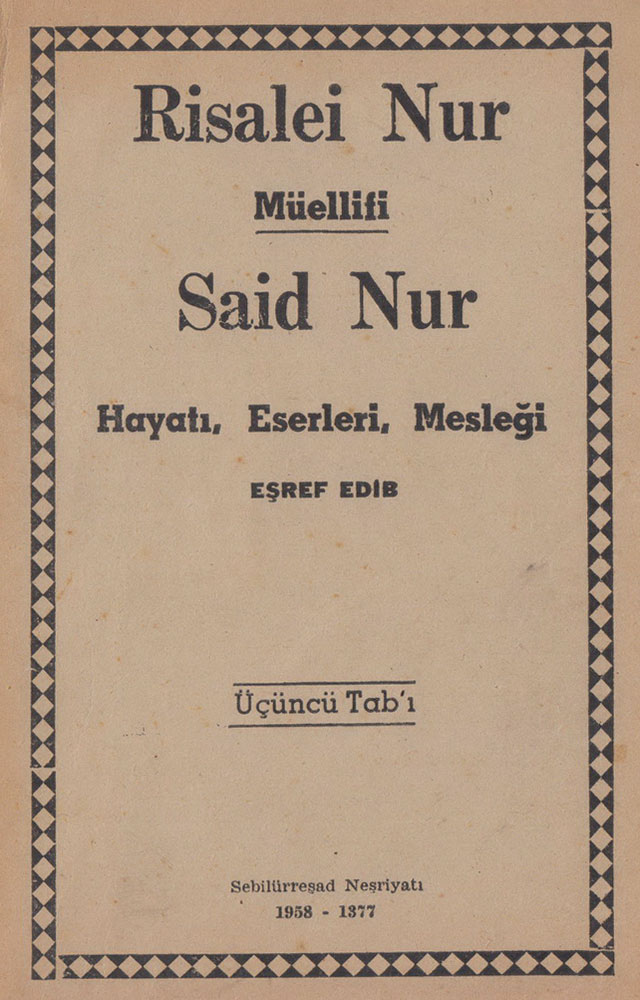 Risalei Nur
Müellifi
Said Nur
Hayatı, Eserleri, Mesleği
EŞREF EDİB
Üçüncü Tab'ı
Sebilürreşad Neşriyatı
1958 - 1377